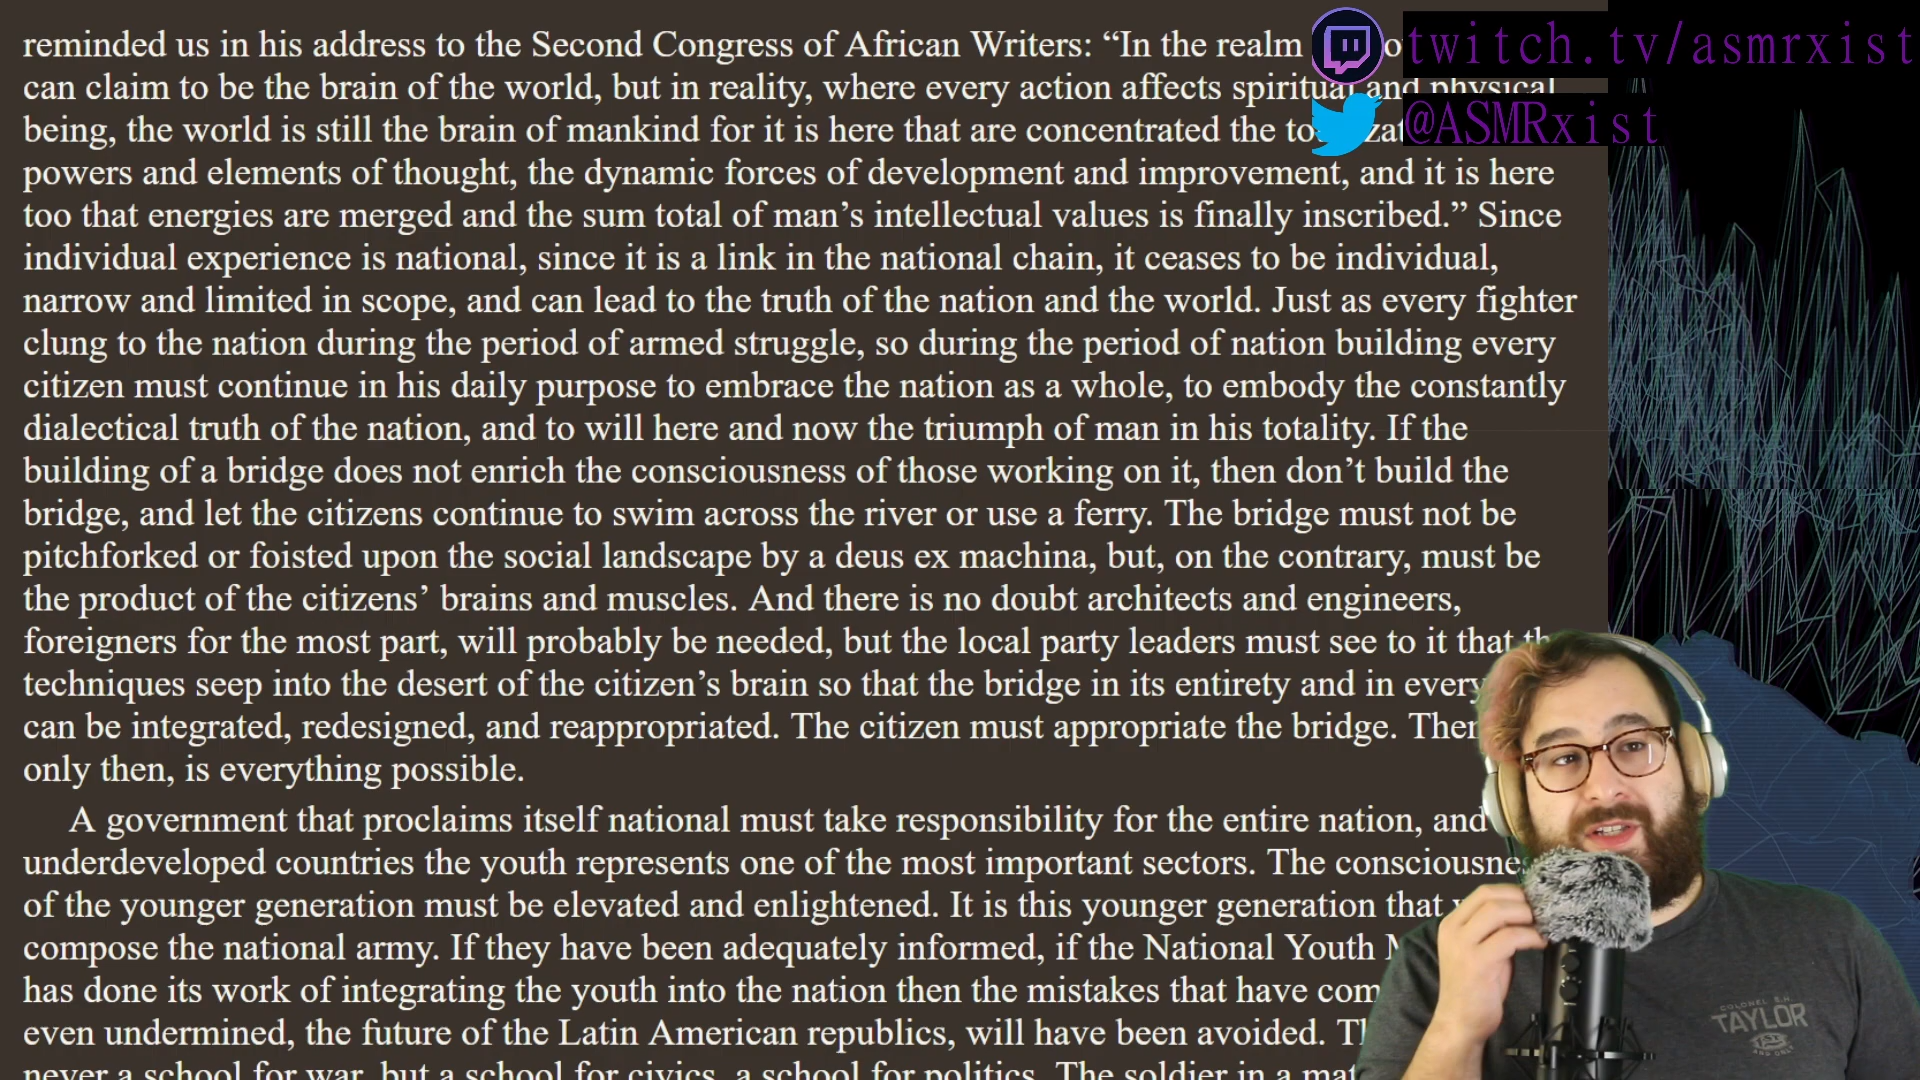 reminded us in his address to the Second Congress of African Writers: “In the realm
twitch.tv/asmrxist
can claim to be the brain of the world, but in reality, where every action affects spiritual and physical
being, the world is still the brain of mankind for it is here that are concentrated the
@ASMRxist
powers and elements of thought, the dynamic forces of development and improvement, and it is here
too that energies are merged and the sum total of man’s intellectual values is finally inscribed.” Since
individual experience is national, since it is a link in the national chain, it ceases to be individual,
narrow and limited in scope, and can lead to the truth of the nation and the world. Just as every fighter
clung to the nation during the period of armed struggle, so during the period of nation building every
citizen must continue in his daily purpose to embrace the nation as a whole, to embody the constantly
dialectical truth of the nation, and to will here and now the triumph of man in his totality. If the
building of a bridge does not enrich the consciousness of those working on it, then don’t build the
bridge, and let the citizens continue to swim across the river or use a ferry. The bridge must not be
pitchforked or foisted upon the social landscape by a deus ex machina, but, on the contrary, must be
the product of the citizens’ brains and muscles. And there is no doubt architects and engineers,
foreigners for the most part, will probably be needed, but the local party leaders must see to it that
techniques seep into the desert of the citizen’s brain so that the bridge in its entirety and in every
can be integrated, redesigned, and reappropriated. The citizen must appropriate the bridge. Then
only then, is everything possible.
A government that proclaims itself national must take responsibility for the entire nation, and
underdeveloped countries the youth represents one of the most important sectors. The consciousness
of the younger generation must be elevated and enlightened. It is this younger generation that
compose the national army. If they have been adequately informed, if the National Youth
has done its work of integrating the youth into the nation then the mistakes that have
even undermined, the future of the Latin American republics, will have been avoided.
never a school for war, but a school for civics, a school for politics. The soldier in a
COLONEL E.H.
TAYLOR